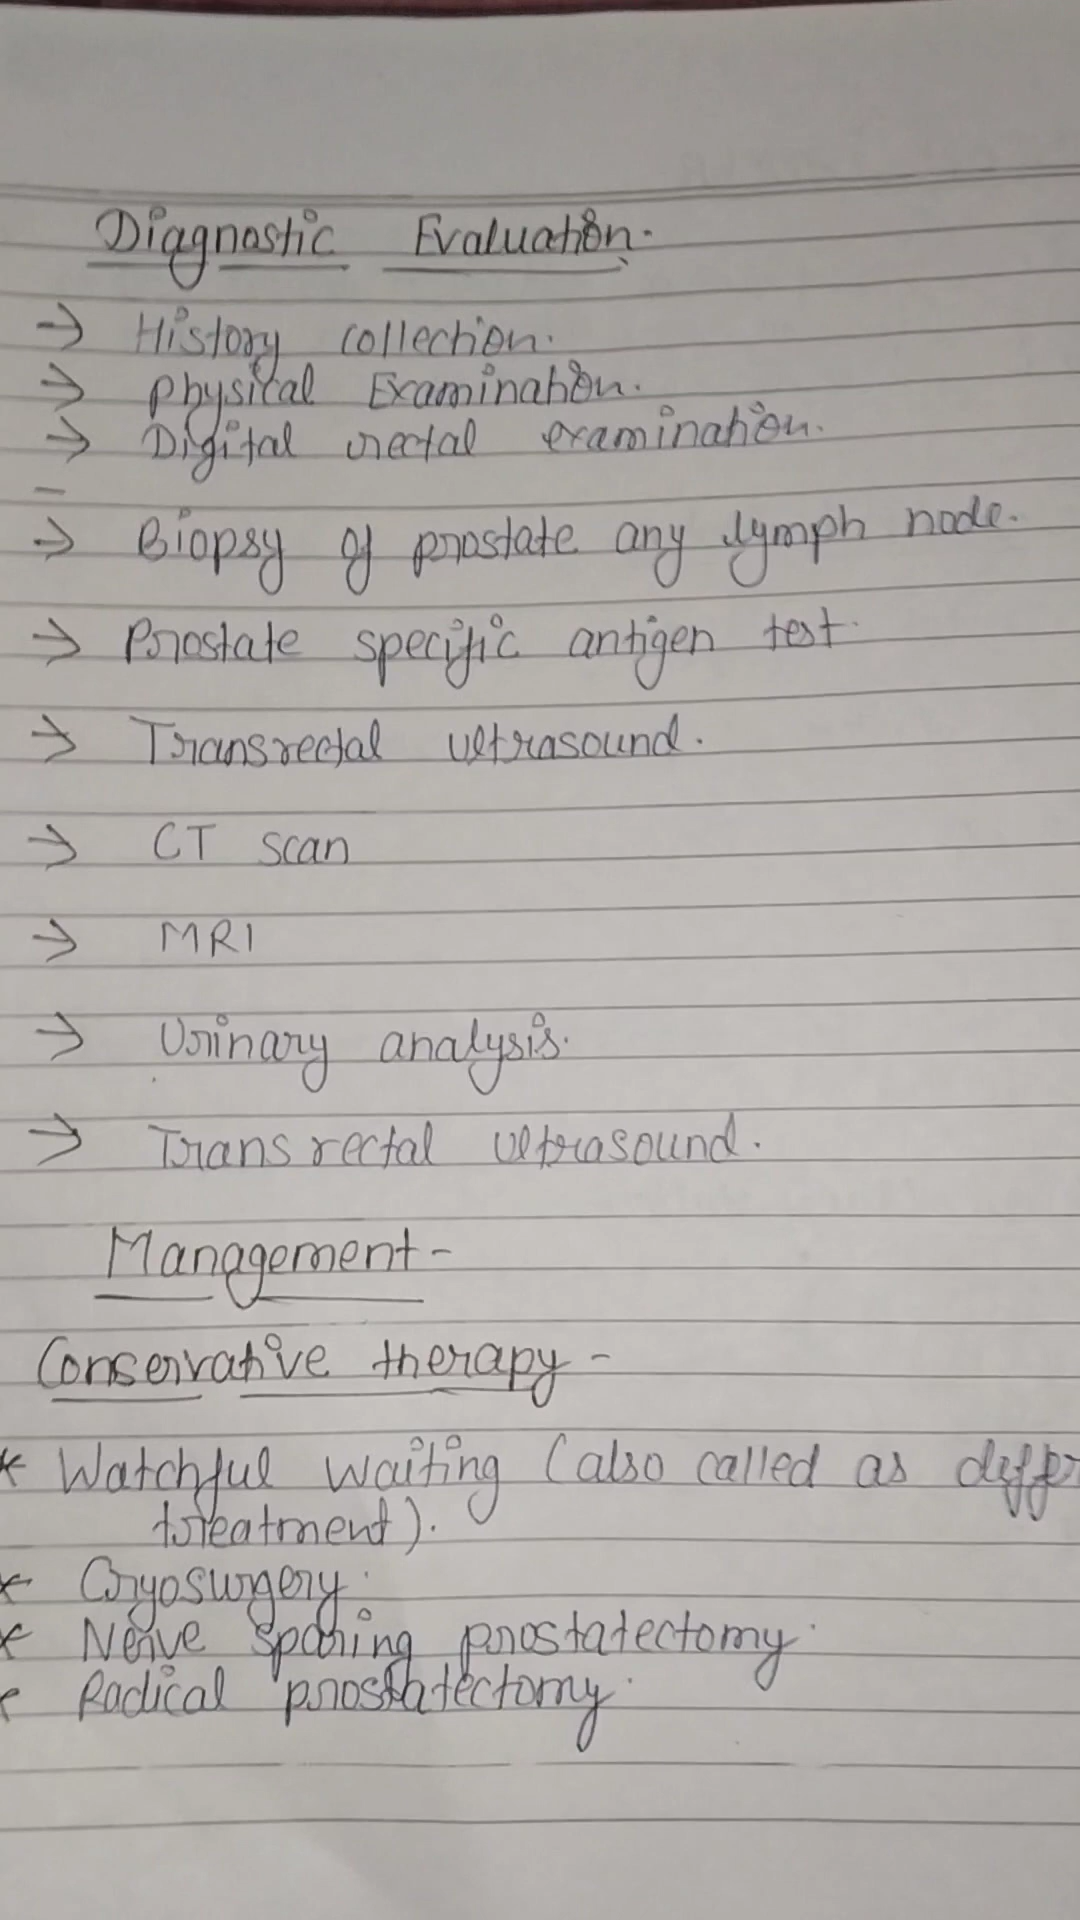 Diagnostic Evaluation.
→ History collection.
→ Physical Examination.
→ Digital rectal examination.
→ Biopsy of prostate any lymph node.
→ Prostate specific antigen test.
→ Transrectal ultrasound.
→ CT scan
→ MRI
→ Urinary analysis.
→ Trans rectal ultrasound.
Management -
Conservative therapy -
* Watchful waiting (also called as
treatment).
* Cryosurgery.
* Nerve sparing prostatectomy.
* Radical prostatectomy.